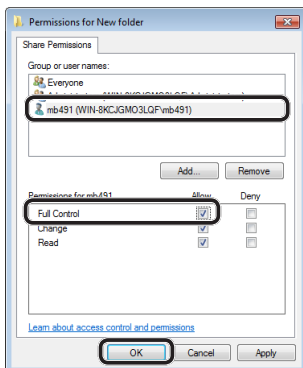 Permissions for New folder
Share Permissions
Group or user names:
Everyone
mb491 (WIN-8KCJGMO3LQF\mb491)
Add... Remove
Permissions for mb491 Allow Deny
Full Control
Change
Read
Learn about access control and permissions
OK Cancel Apply